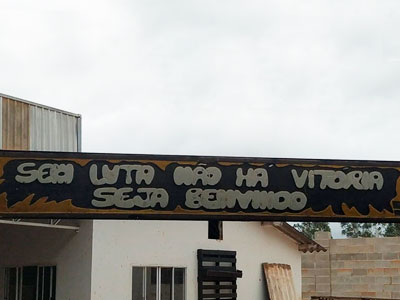 SEM LUTA NÃO HÁ VITÓRIA
SEJA BENVINDO